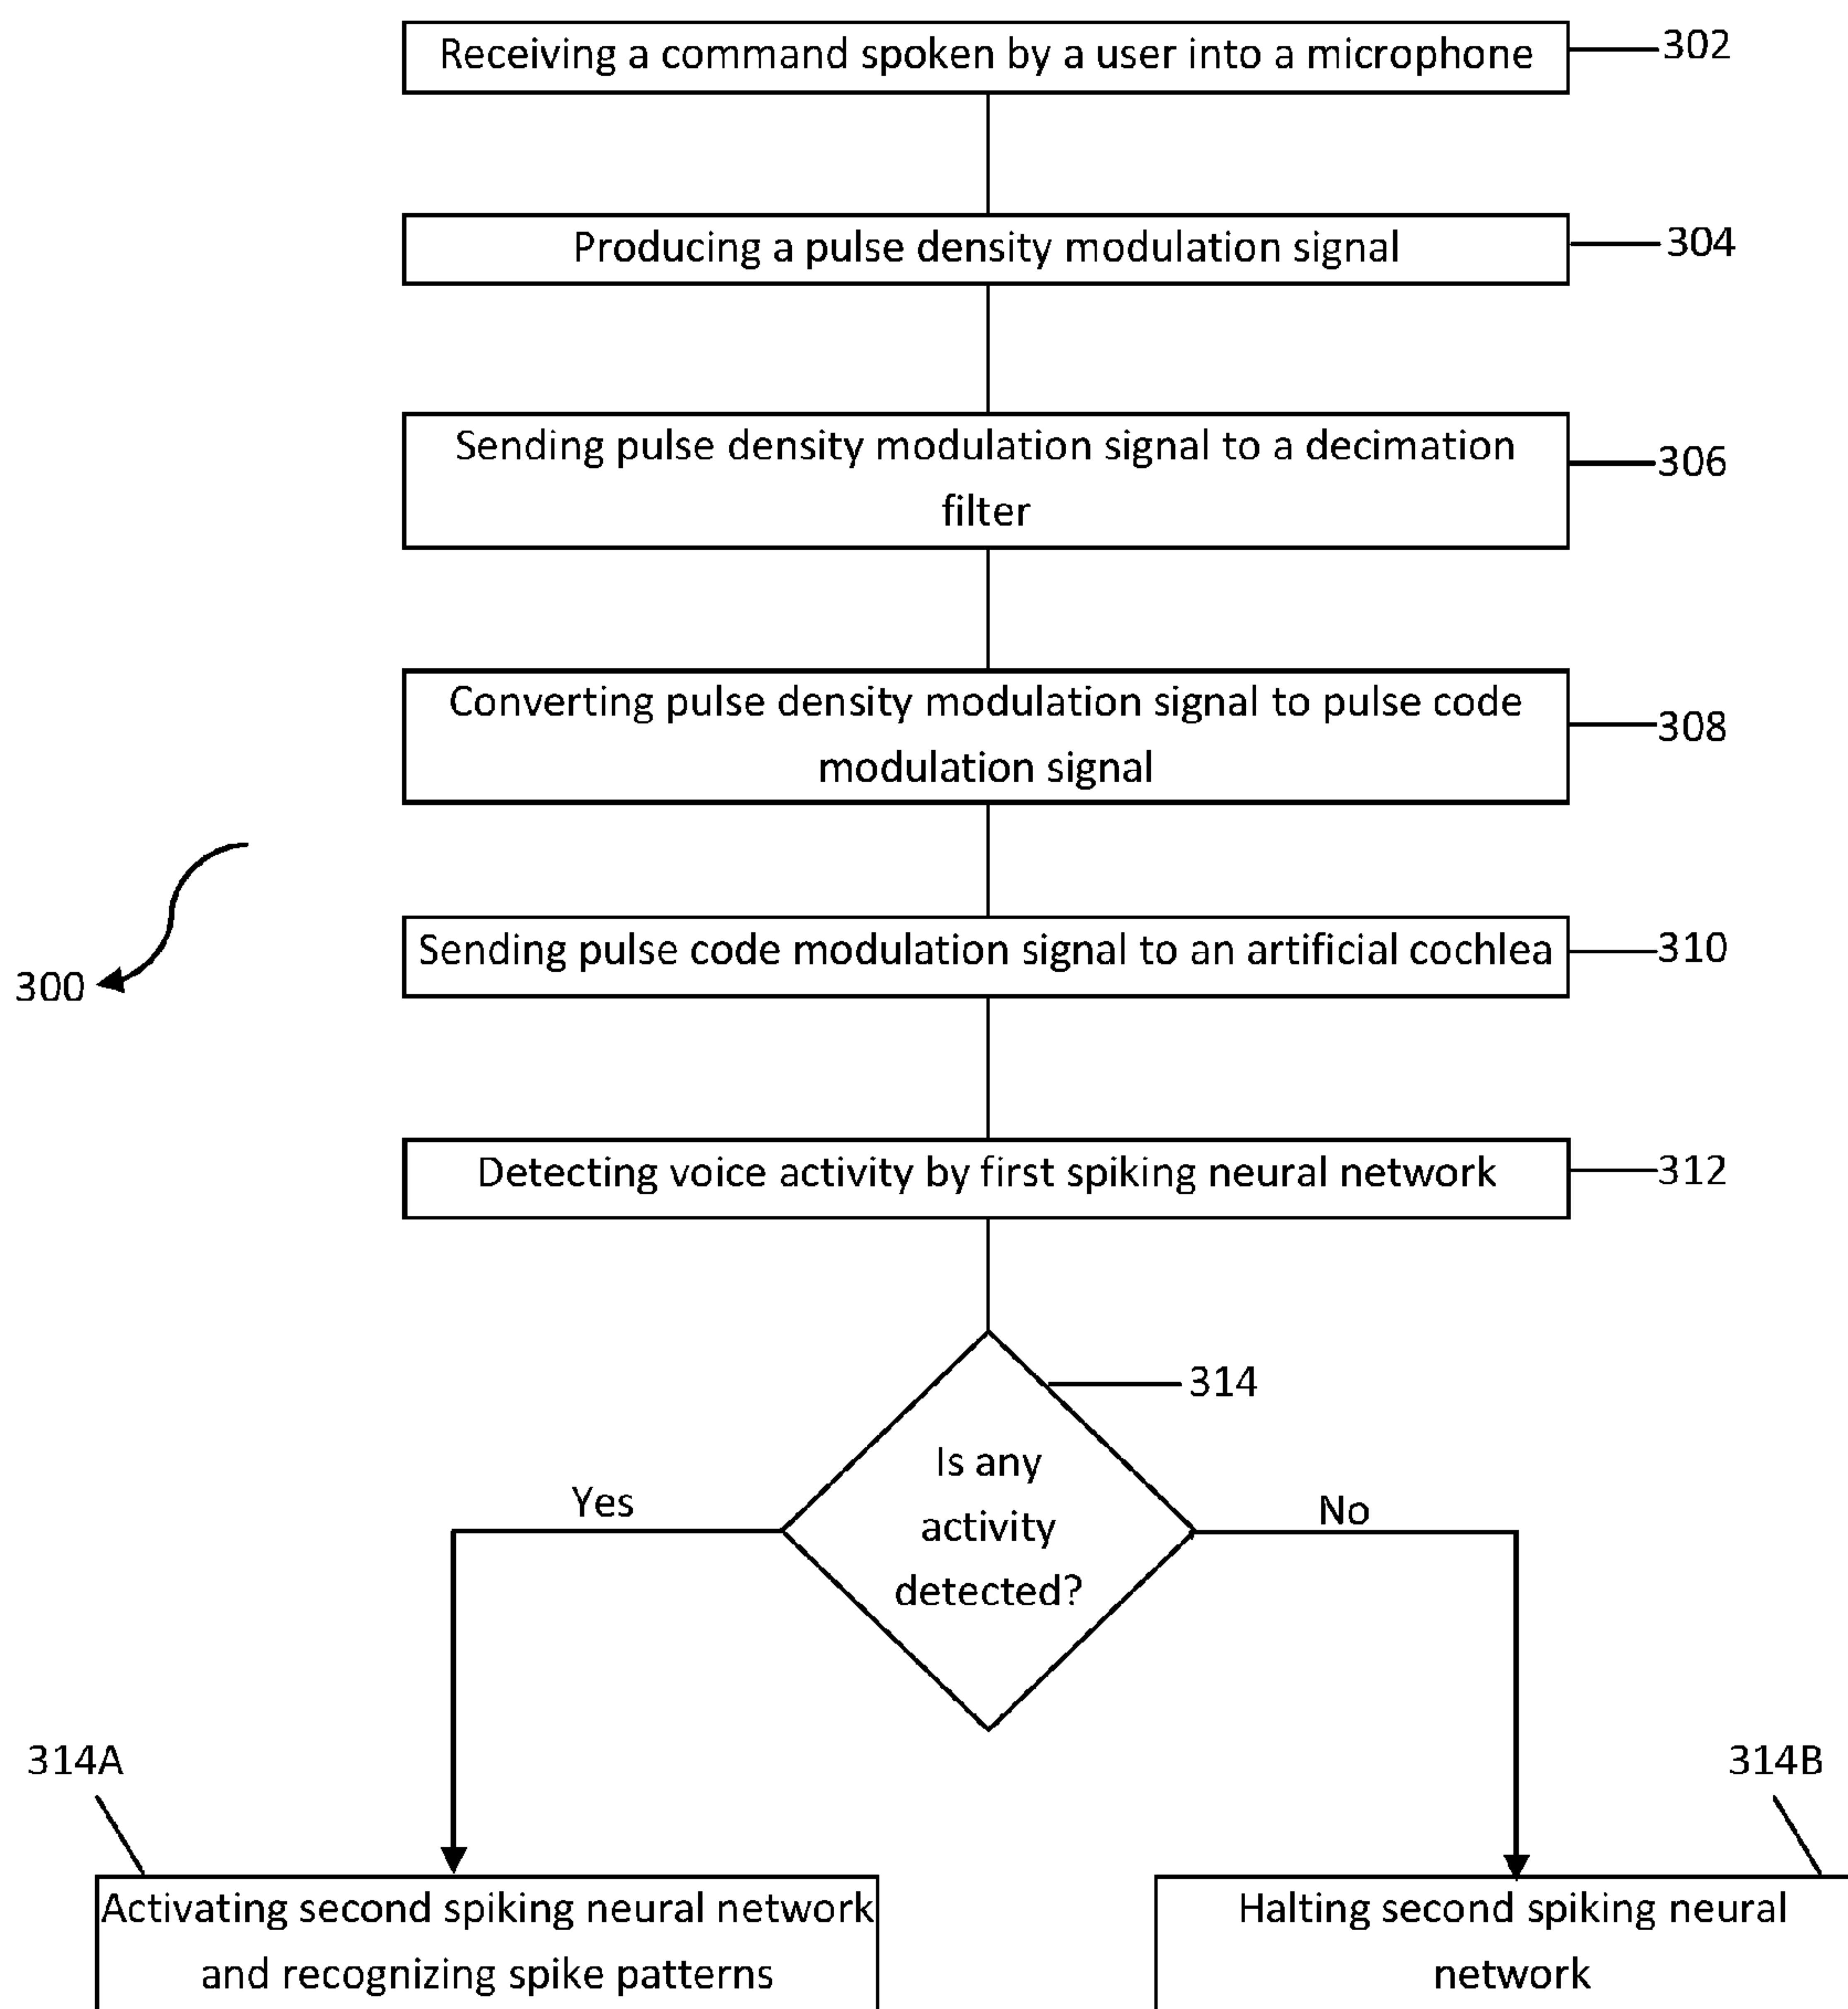 Receiving a command spoken by a user into a microphone
302
Producing a pulse density modulation signal
304
Sending pulse density modulation signal to a decimation
filter
306
Converting pulse density modulation signal to pulse code
modulation signal
308
300
Sending pulse code modulation signal to an artificial cochlea
310
Detecting voice activity by first spiking neural network
312
314
Is any
activity
detected?
Yes
No
314A
314B
Activating second spiking neural network
and recognizing spike patterns
Halting second spiking neural
network